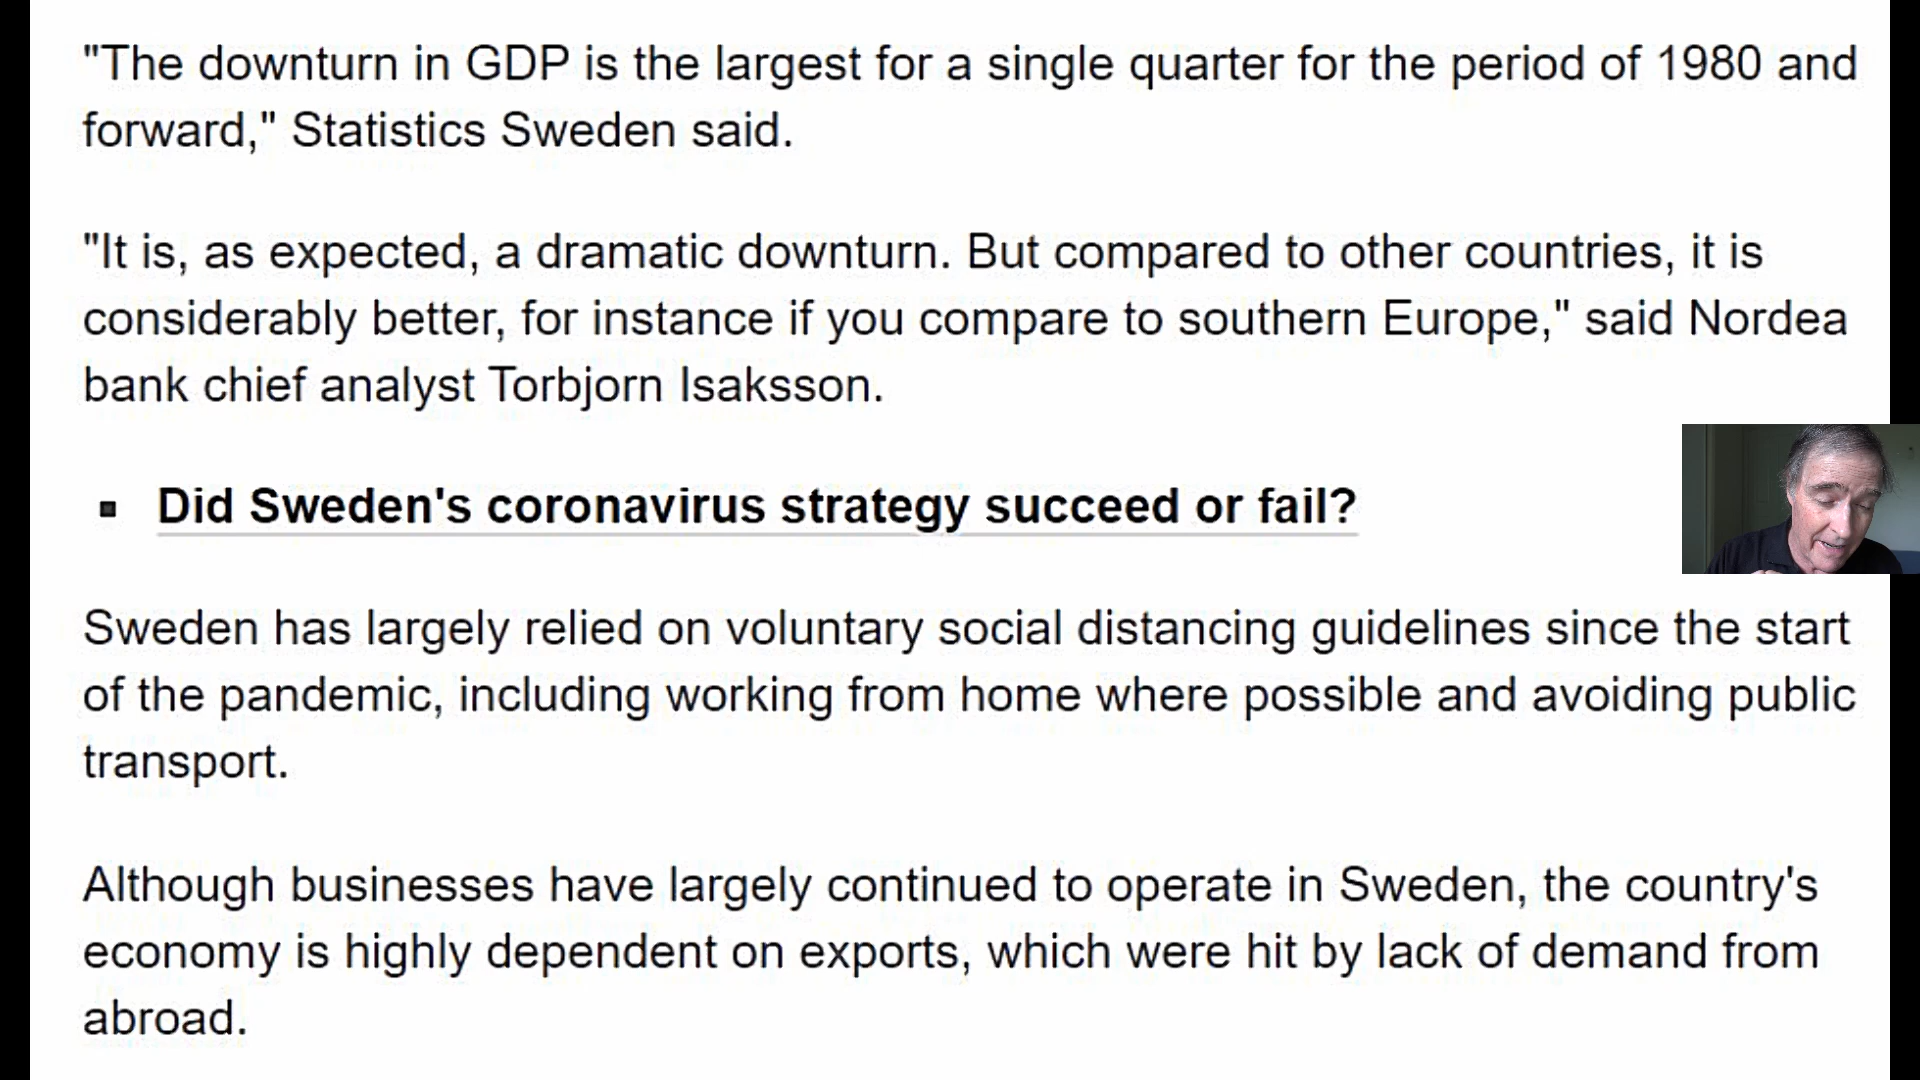 "The downturn in GDP is the largest for a single quarter for the period of 1980 and
forward," Statistics Sweden said.
"It is, as expected, a dramatic downturn. But compared to other countries, it is
considerably better, for instance if you compare to southern Europe," said Nordea
bank chief analyst Torbjorn Isaksson.
▪ Did Sweden's coronavirus strategy succeed or fail?
Sweden has largely relied on voluntary social distancing guidelines since the start
of the pandemic, including working from home where possible and avoiding public
transport.
Although businesses have largely continued to operate in Sweden, the country's
economy is highly dependent on exports, which were hit by lack of demand from
abroad.